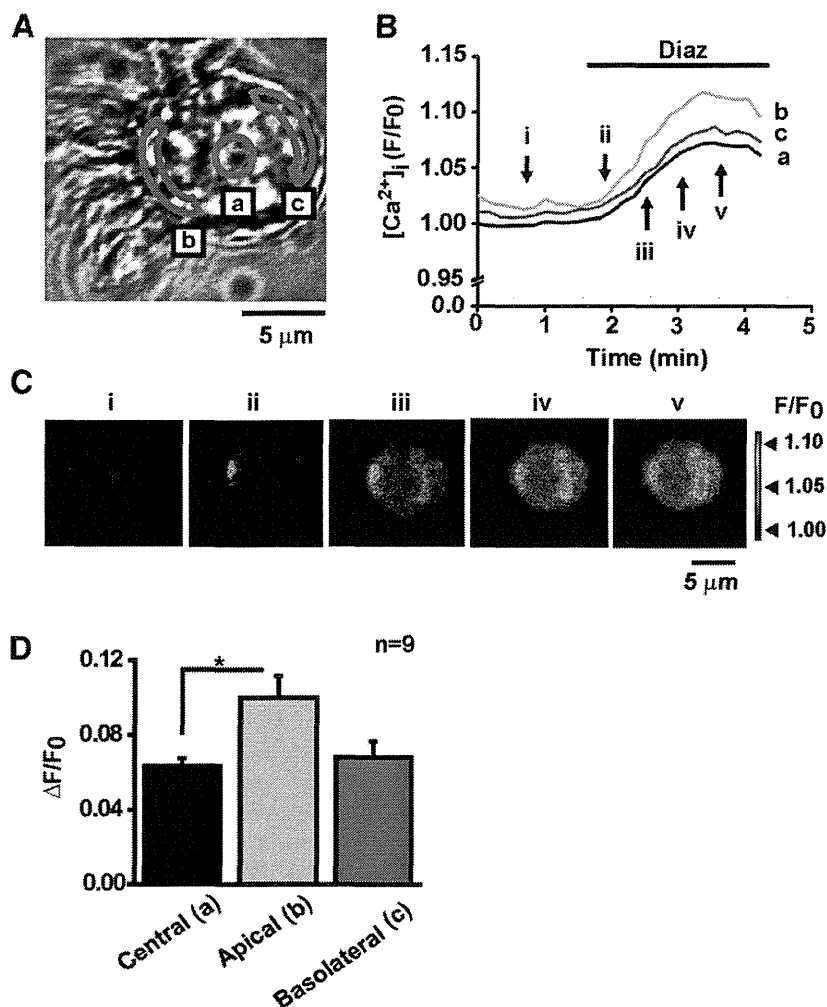 A
a
b
c
5 µm
B
Diaz
1.15
1.10
1.05
1.00
0.95
0.0
[Ca²⁺]i (F/F0)
i
ii
iii
iv
v
b
c
a
0 1 2 3 4 5
Time (min)
C
i ii iii iv v F/F0
1.10
1.05
1.00
5 µm
D
n=9
*
0.12
0.08
0.04
0.00
△F/F0
Central (a)
Apical (b)
Basolateral (c)